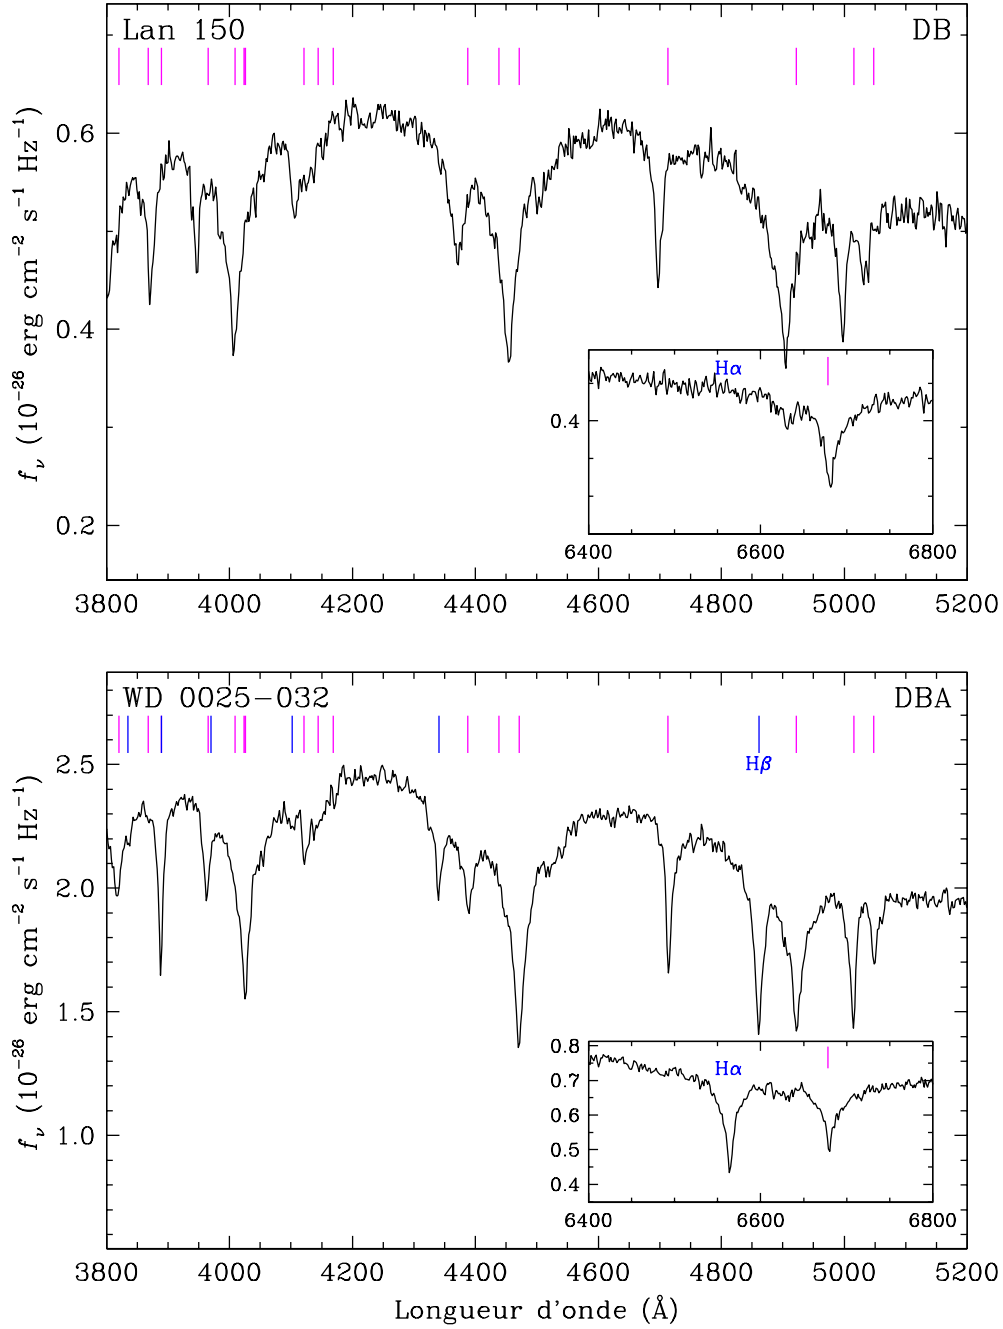 Lan 150
DB
0.6
0.4
0.2
f_ν (10⁻²⁶ erg cm⁻² s⁻¹ Hz⁻¹)
Hα
0.4
6400 6600 6800
3800 4000 4200 4400 4600 4800 5000 5200
WD 0025−032
DBA
Hβ
2.5
2.0
1.5
1.0
f_ν (10⁻²⁶ erg cm⁻² s⁻¹ Hz⁻¹)
Hα
0.8
0.7
0.6
0.5
0.4
6400 6600 6800
3800 4000 4200 4400 4600 4800 5000 5200
Longueur d'onde (Å)